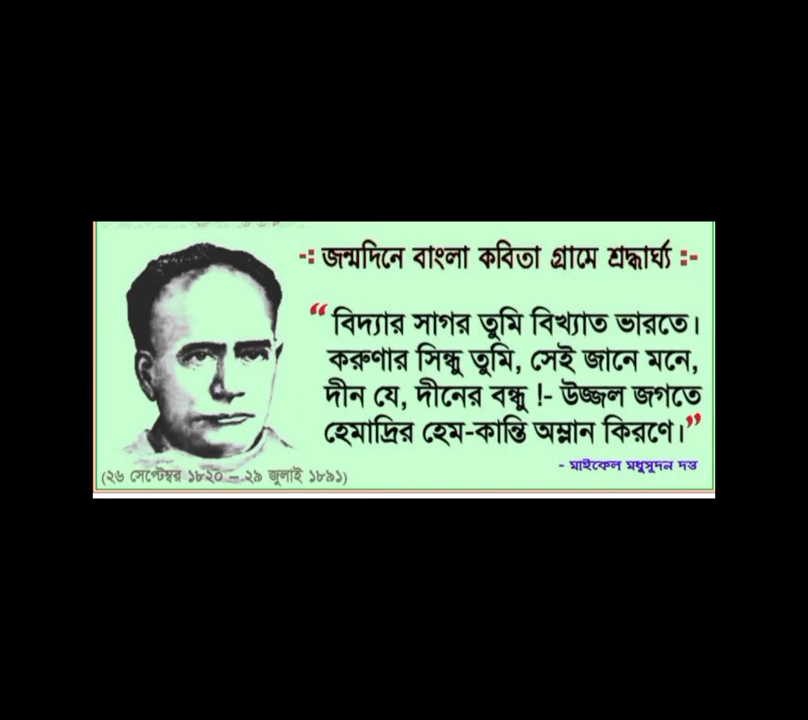 -: জন্মদিনে বাংলা কবিতা গ্রামে শ্রদ্ধার্ঘ্য :-
“ বিদ্যার সাগর তুমি বিখ্যাত ভারতে।
করুণার সিন্ধু তুমি, সেই জানে মনে,
দীন যে, দীনের বন্ধু !- উজ্জল জগতে
হেমাদ্রির হেম-কান্তি অম্লান কিরণে।”
- মাইকেল মধুসূদন দত্ত
(২৬ সেপ্টেম্বর ১৮২০ – ২৯ জুলাই ১৮৯১)